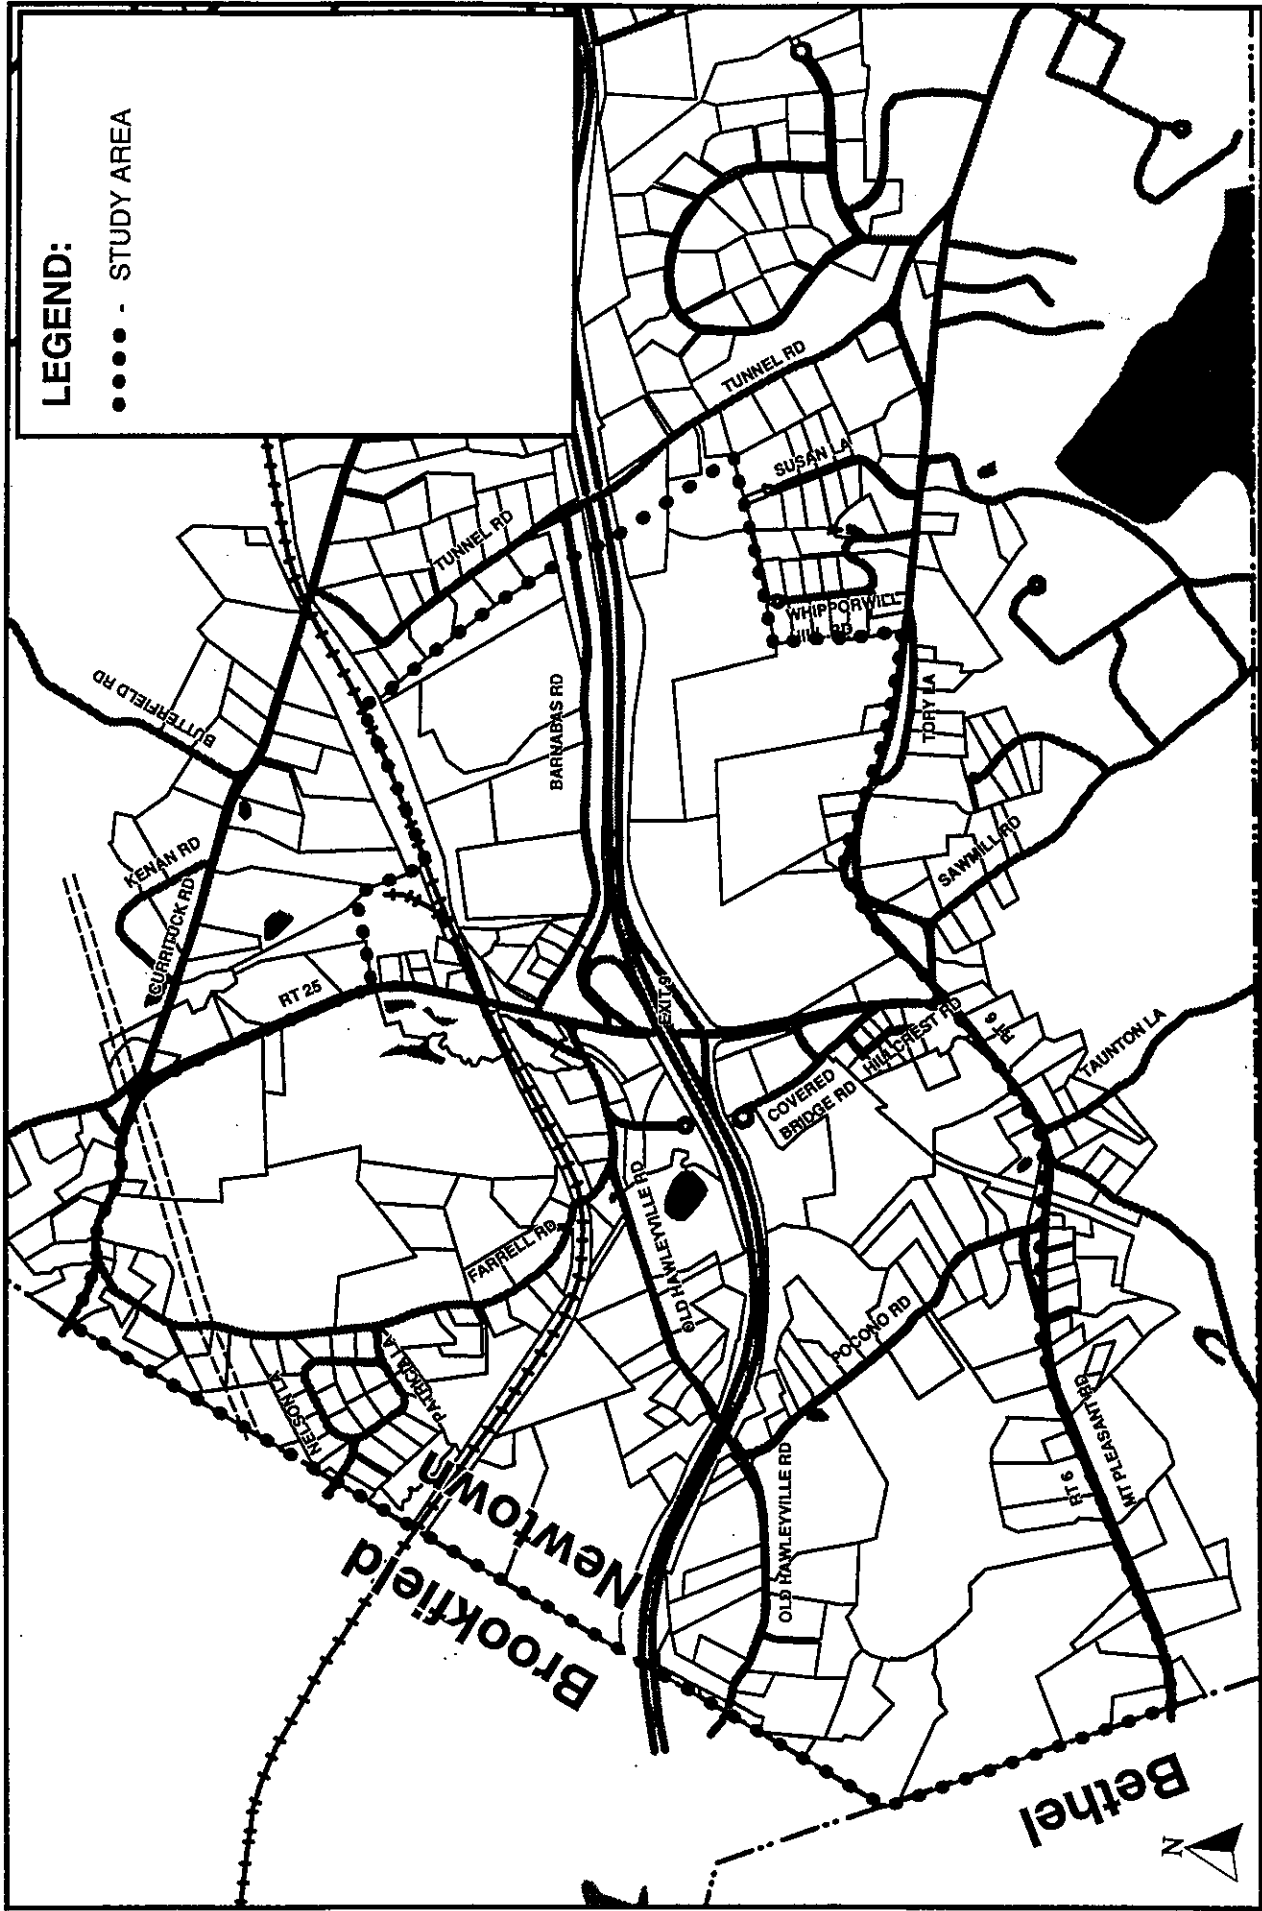 LEGEND:
•••• - STUDY AREA
BUTTERFIELD RD
TUNNEL RD
TUNNEL RD
KENAN RD
CURRITUCK RD
RT 25
BARNABAS RD
SUSAN LA
WHIPPORWILL
HILL RD
TORY LA
SAWMILL RD
EXIT 9
HILLCREST RD
COVERED
BRIDGE RD
RT 6
TAUNTON LA
FARRELL RD
OLD HAWLEYVILLE RD
POCONO RD
NELSON LA
PATRICIA LA
OLD HAWLEYVILLE RD
RT 6
MT PLEASANT RD
Newtown
Brookfield
Bethel
N